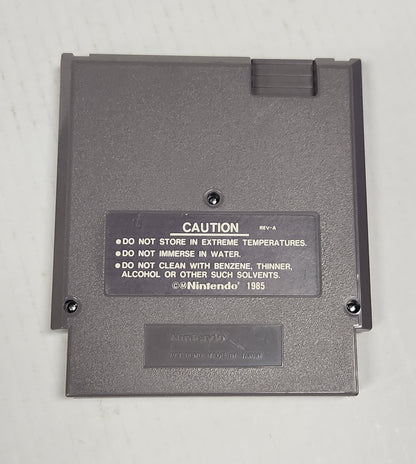 CAUTION REV-A
●DO NOT STORE IN EXTREME TEMPERATURES.
●DO NOT IMMERSE IN WATER.
●DO NOT CLEAN WITH BENZENE, THINNER,
ALCOHOL OR OTHER SUCH SOLVENTS.
©ⓂNintendo® 1985